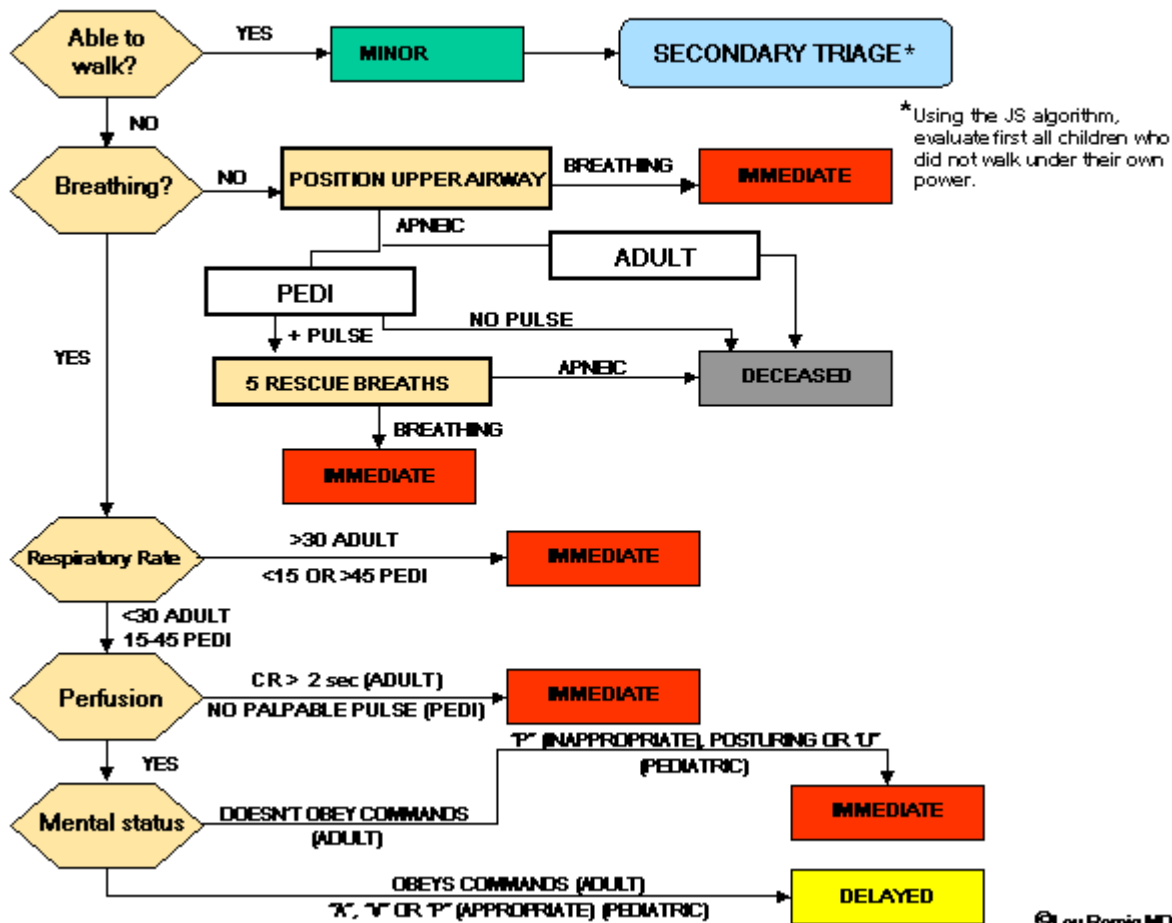 Able to
walk?
YES
MINOR
SECONDARY TRIAGE*
NO
*Using the JS algorithm,
evaluate first all children who
did not walk under their own
power.
Breathing?
NO
POSITION UPPER AIRWAY
BREATHING
IMMEDIATE
APNEIC
ADULT
PEDI
NO PULSE
+ PULSE
YES
5 RESCUE BREATHS
APNEIC
DECEASED
BREATHING
IMMEDIATE
Respiratory Rate
>30 ADULT
<15 OR >45 PEDI
IMMEDIATE
<30 ADULT
15-45 PEDI
Perfusion
CR > 2 sec (ADULT)
NO PALPABLE PULSE (PEDI)
IMMEDIATE
YES
"P" (INAPPROPRIATE), POSTURING OR "U"
(PEDIATRIC)
Mental status
DOESN'T OBEY COMMANDS
(ADULT)
IMMEDIATE
OBEYS COMMANDS (ADULT)
"A", "V" OR "P" (APPROPRIATE) (PEDIATRIC)
DELAYED
©Lou Romig MD